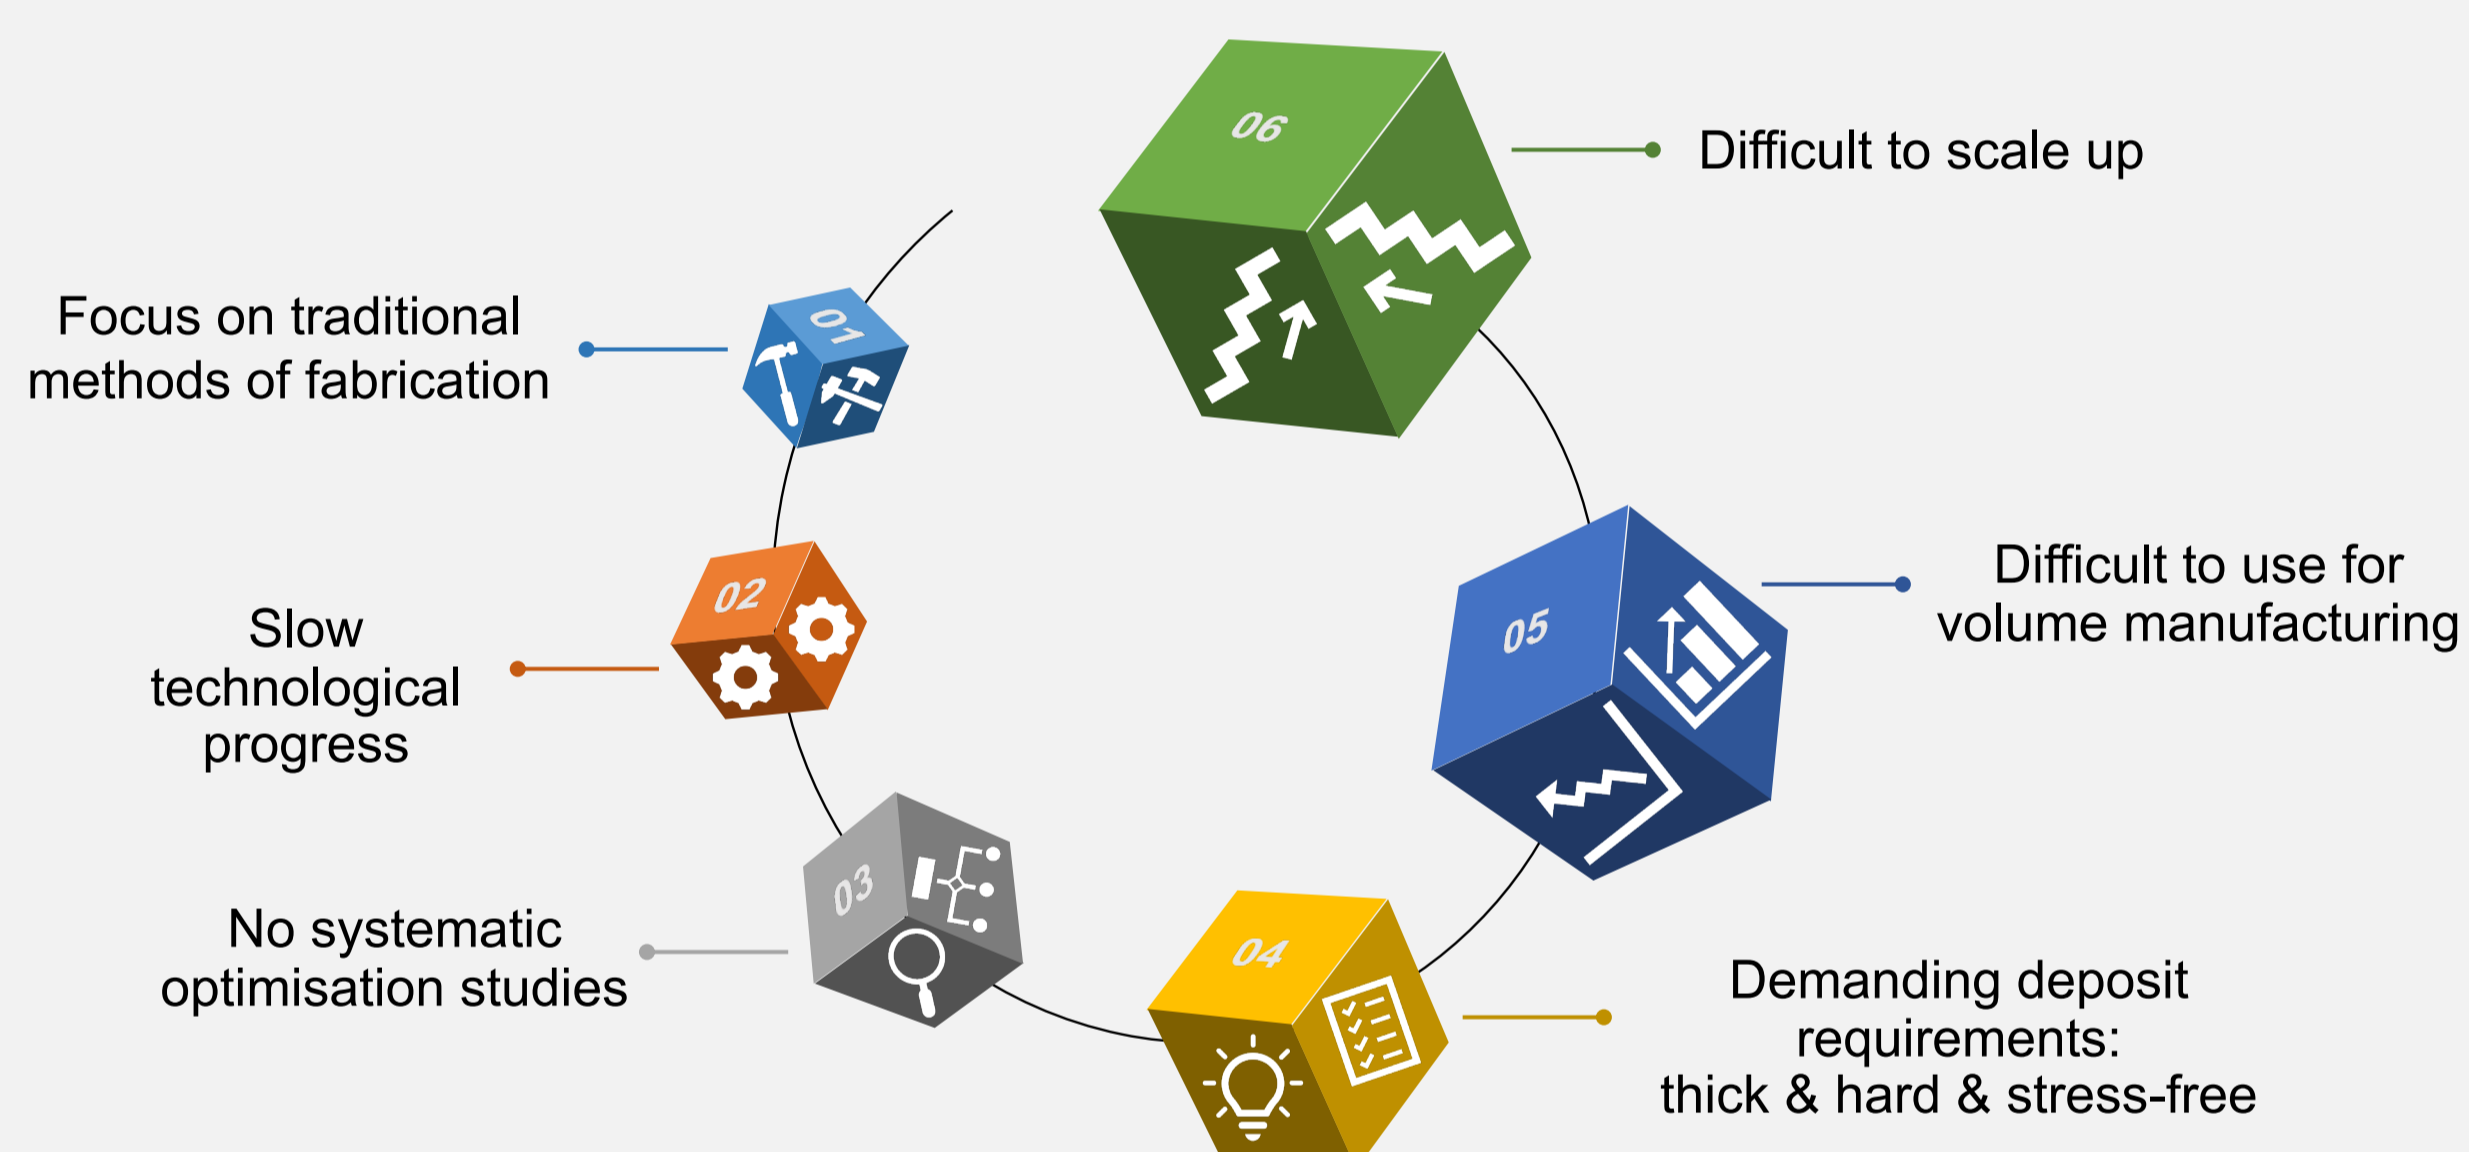 01
Focus on traditional
methods of fabrication
02
Slow
technological
progress
03
No systematic
optimisation studies
04
Demanding deposit
requirements:
thick & hard & stress-free
05
Difficult to use for
volume manufacturing
06
Difficult to scale up